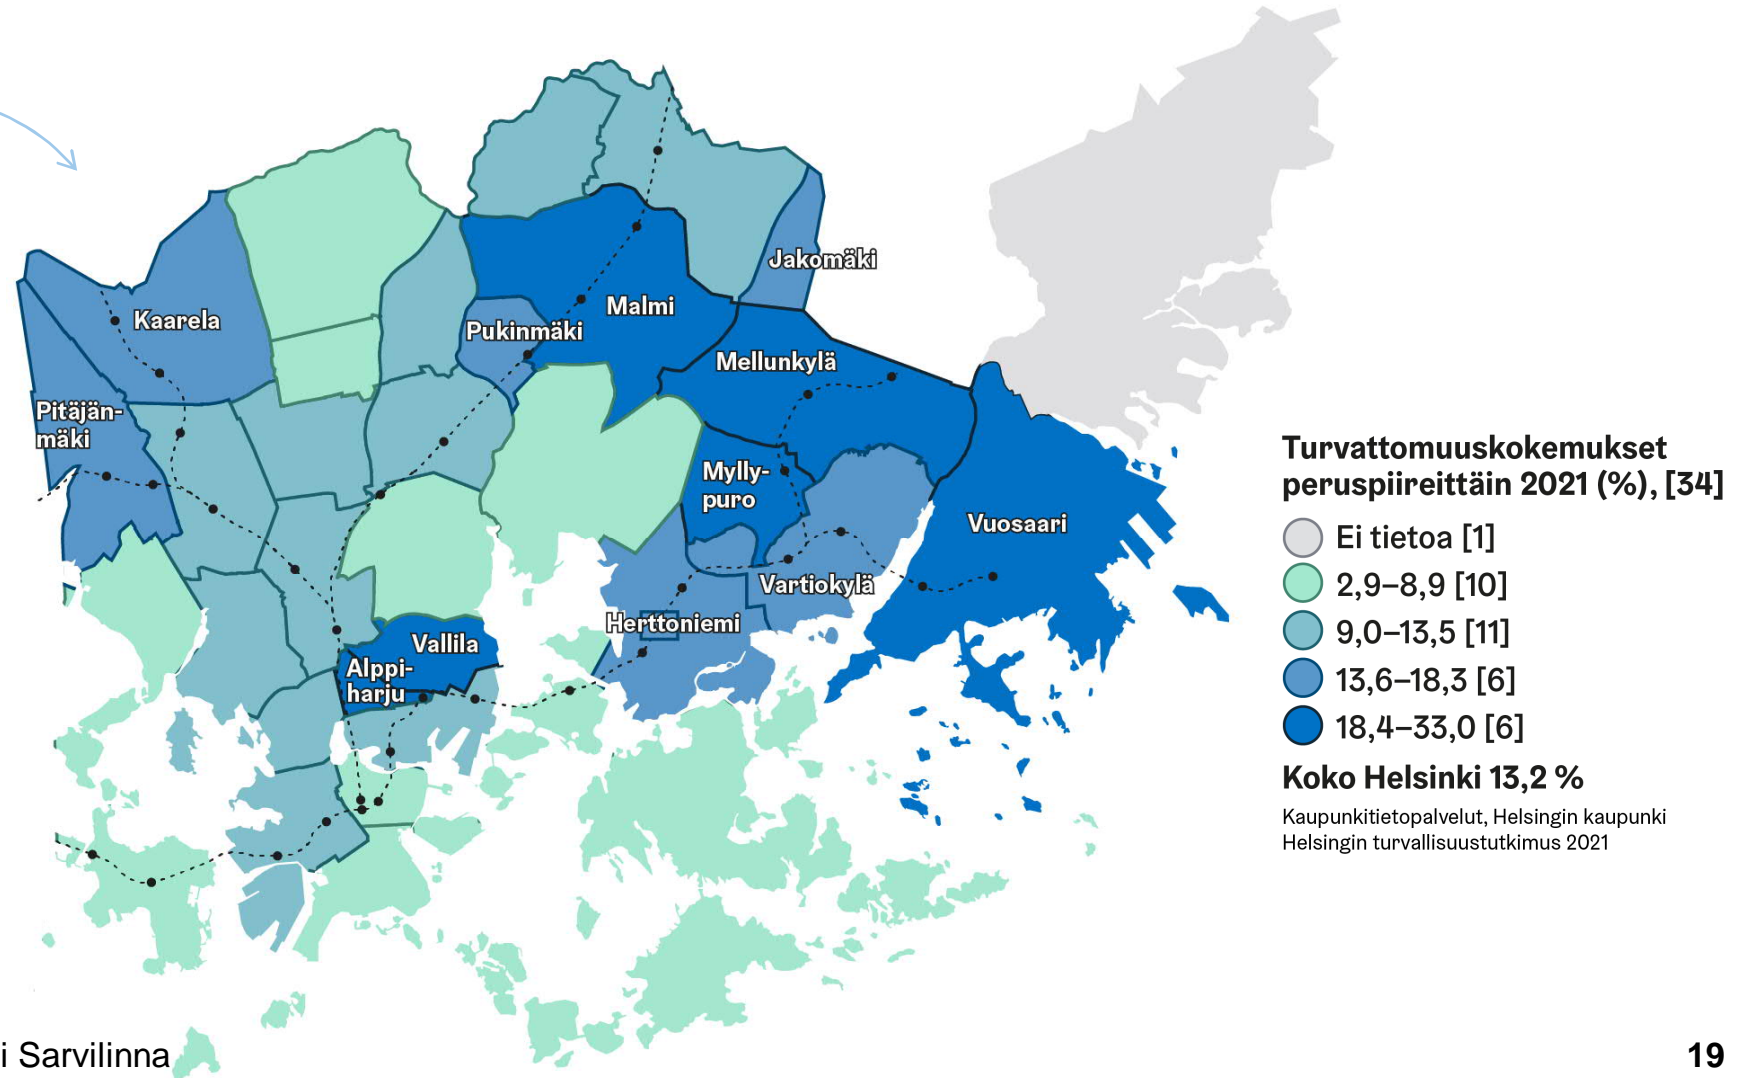 Jakomäki
Kaarela
Malmi
Pukinmäki
Mellunkylä
Pitäjän-
mäki
Mylly-
puro
Vuosaari
Vartiokylä
Herttoniemi
Vallila
Alppi-
harju
Turvattomuuskokemukset
peruspiireittäin 2021 (%), [34]
Ei tietoa [1]
2,9–8,9 [10]
9,0–13,5 [11]
13,6–18,3 [6]
18,4–33,0 [6]
Koko Helsinki 13,2 %
Kaupunkitietopalvelut, Helsingin kaupunki
Helsingin turvallisuustutkimus 2021
i Sarvilinna
19